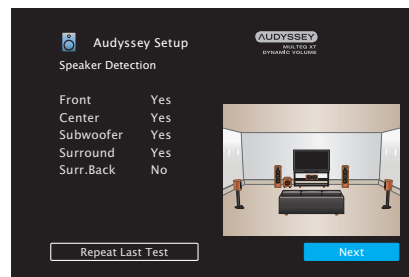 Audyssey Setup
AUDYSSEY
MULTEQ XT
DYNAMIC VOLUME
Speaker Detection
Front Yes
Center Yes
Subwoofer Yes
Surround Yes
Surr.Back No
Repeat Last Test
Next